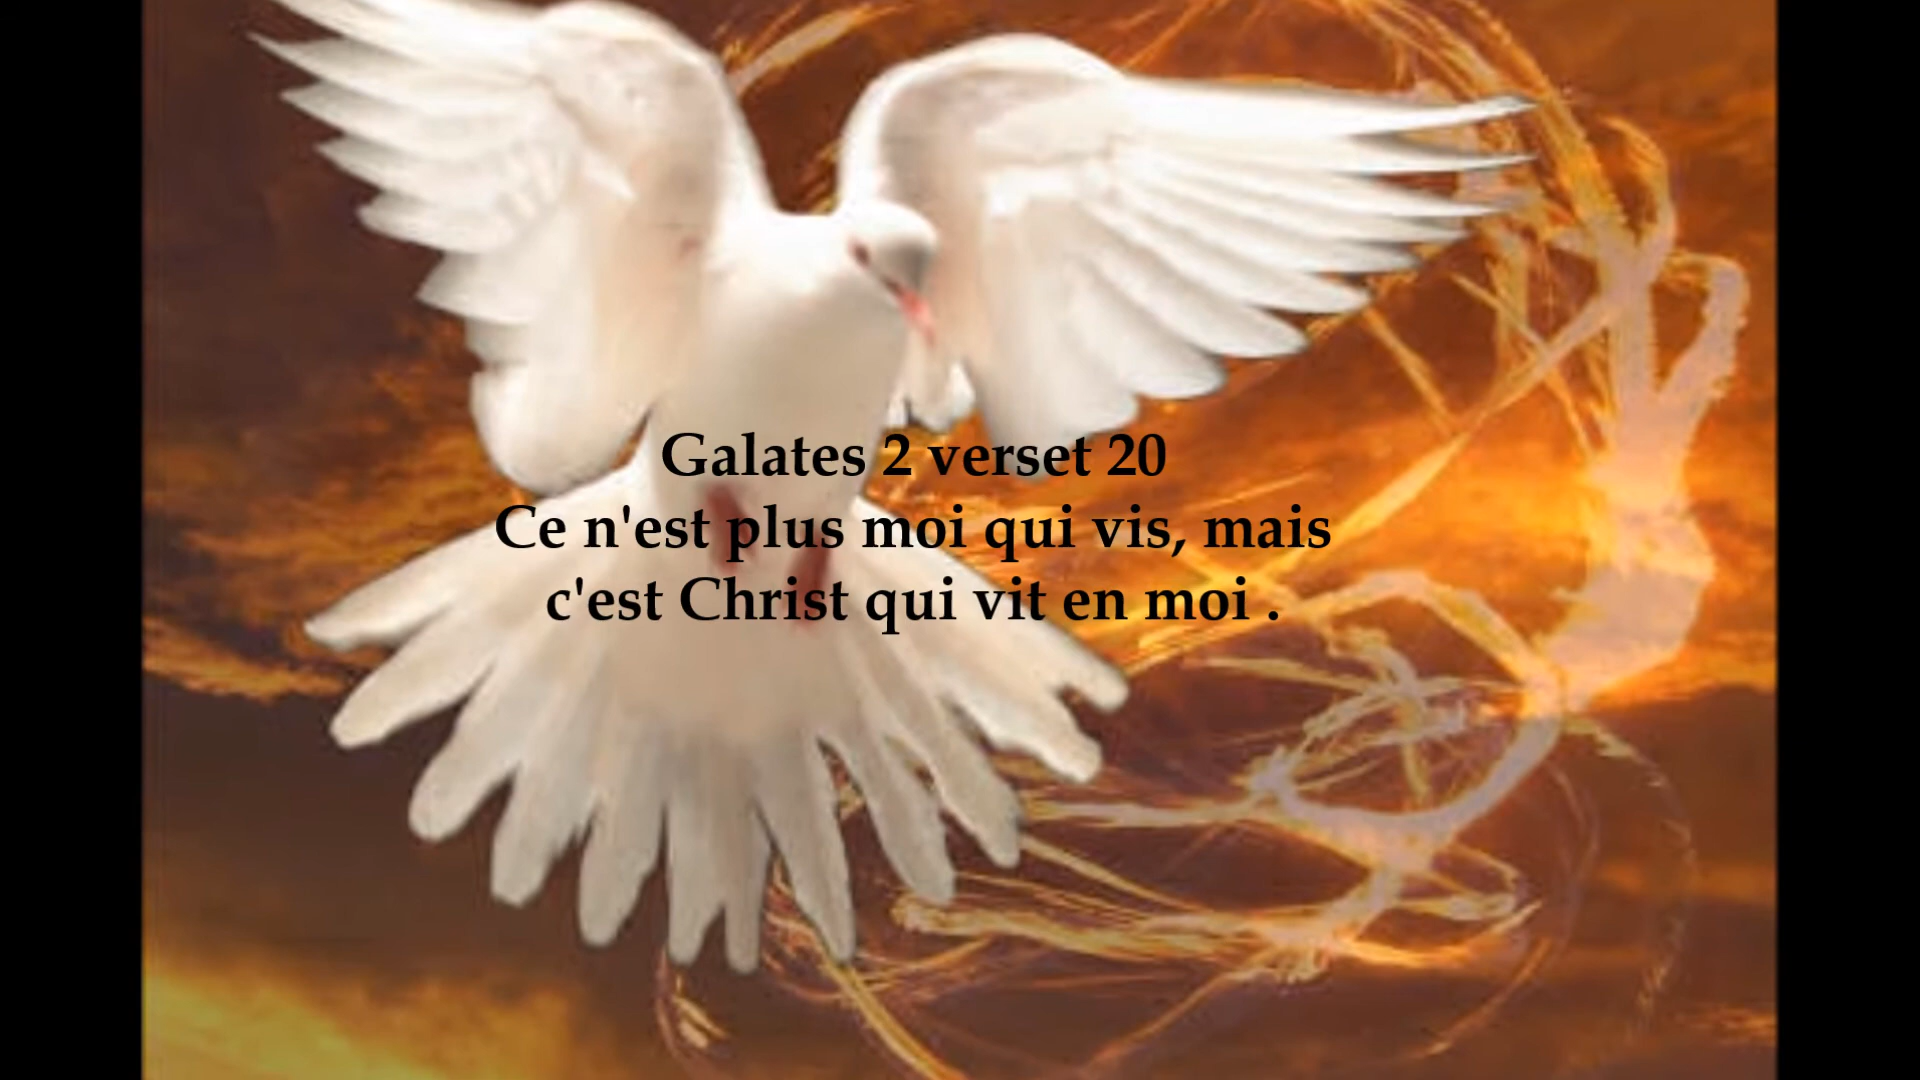 Galates 2 verset 20
Ce n'est plus moi qui vis, mais
c'est Christ qui vit en moi .